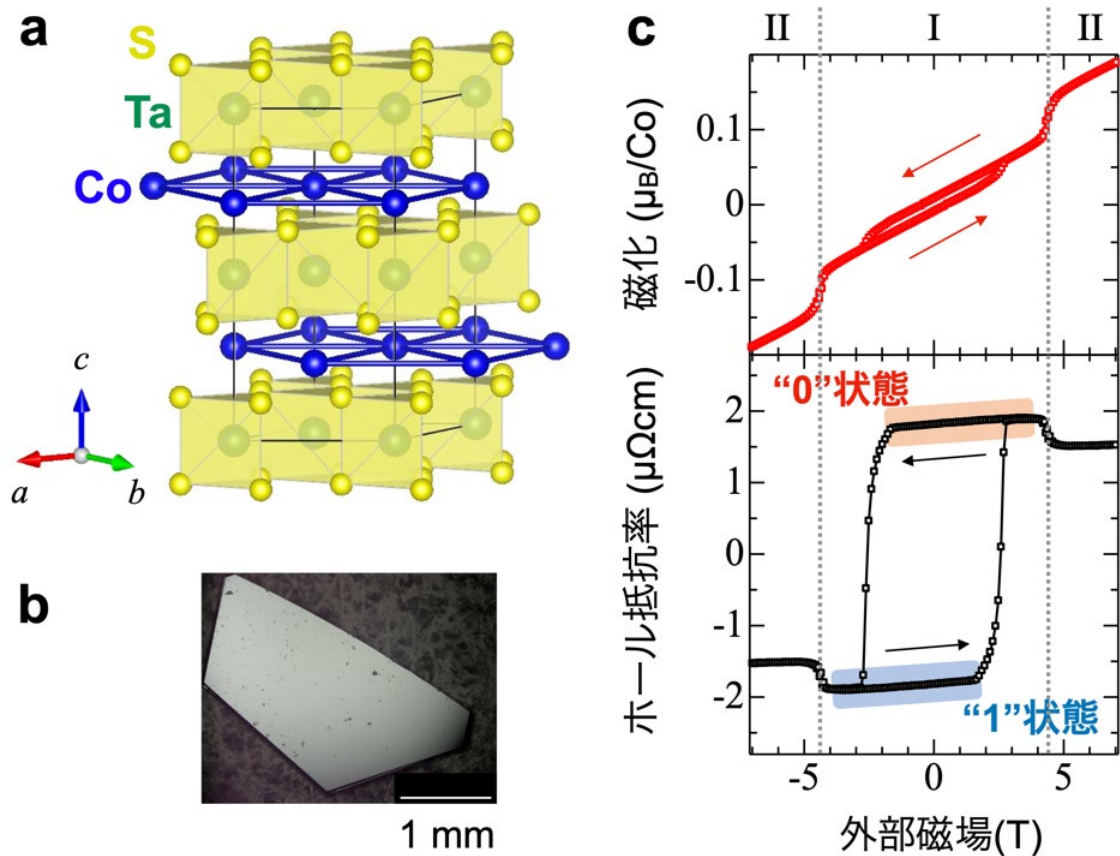 a
S
Ta
Co
c
a
b
b
1 mm
c
II
I
II
磁化 (μB/Co)
0.1
0
-0.1
ホール抵抗率 (μΩcm)
2
1
0
-1
-2
“0”状態
“1”状態
-5
0
5
外部磁場(T)